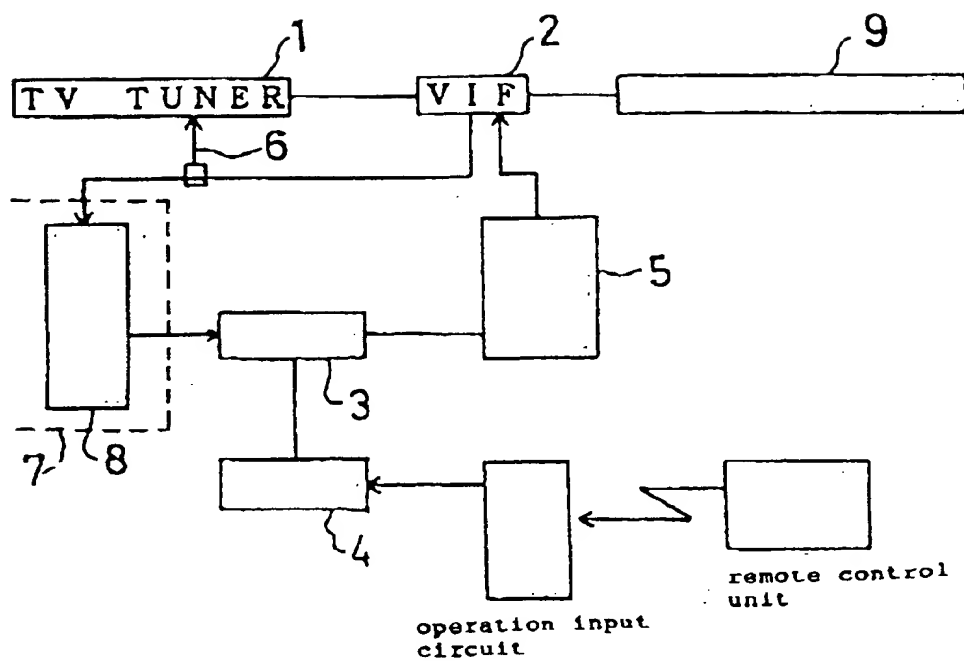 1
2
9
TV TUNER
VIF
6
5
3
7
8
4
remote control
unit
operation input
circuit